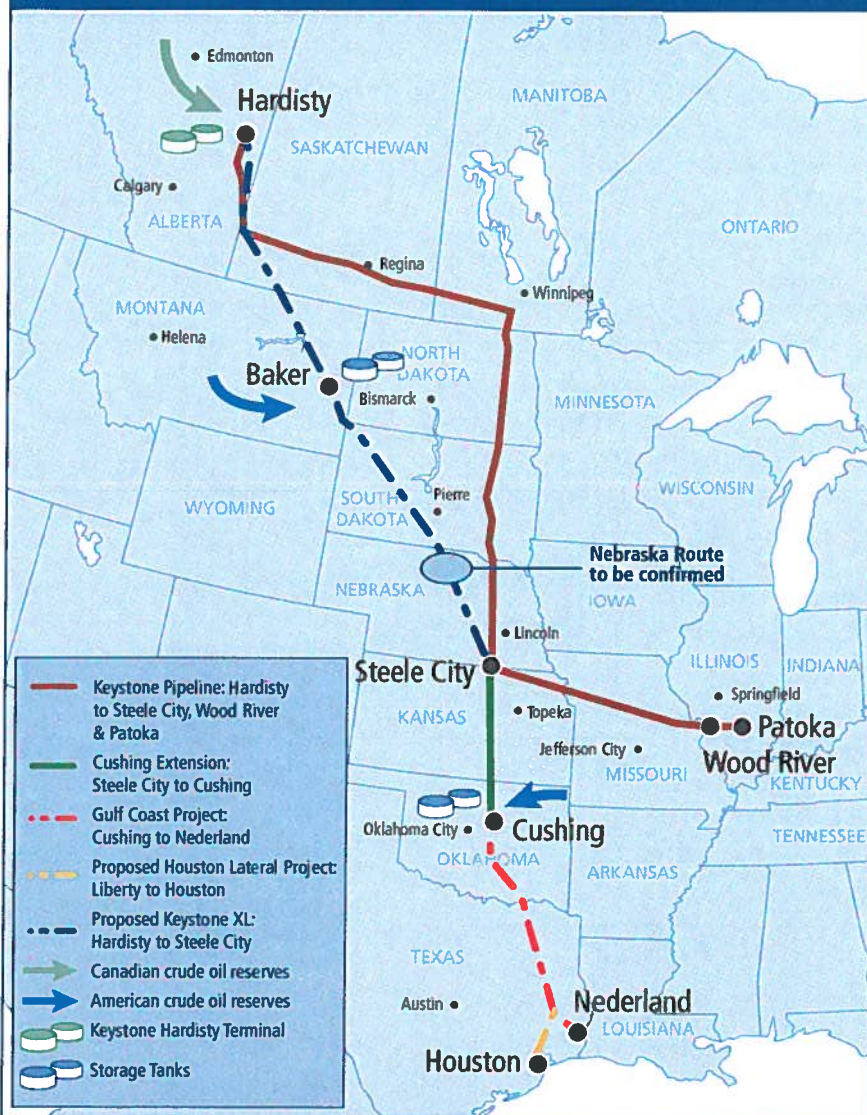 Edmonton
Hardisty
MANITOBA
SASKATCHEWAN
Calgary
ALBERTA
ONTARIO
Regina
Winnipeg
MONTANA
Helena
NORTH
DAKOTA
Baker
Bismarck
MINNESOTA
WISCONSIN
Pierre
SOUTH
DAKOTA
WYOMING
Nebraska Route
to be confirmed
NEBRASKA
IOWA
Lincoln
Steele City
ILLINOIS
INDIANA
Springfield
KANSAS
Topeka
Patoka
Jefferson City
Wood River
MISSOURI
KENTUCKY
Oklahoma City
Cushing
TENNESSEE
OKLAHOMA
ARKANSAS
TEXAS
Austin
Nederland
LOUISIANA
Houston
Keystone Pipeline: Hardisty
to Steele City, Wood River
& Patoka
Cushing Extension:
Steele City to Cushing
Gulf Coast Project:
Cushing to Nederland
Proposed Houston Lateral Project:
Liberty to Houston
Proposed Keystone XL:
Hardisty to Steele City
Canadian crude oil reserves
American crude oil reserves
Keystone Hardisty Terminal
Storage Tanks